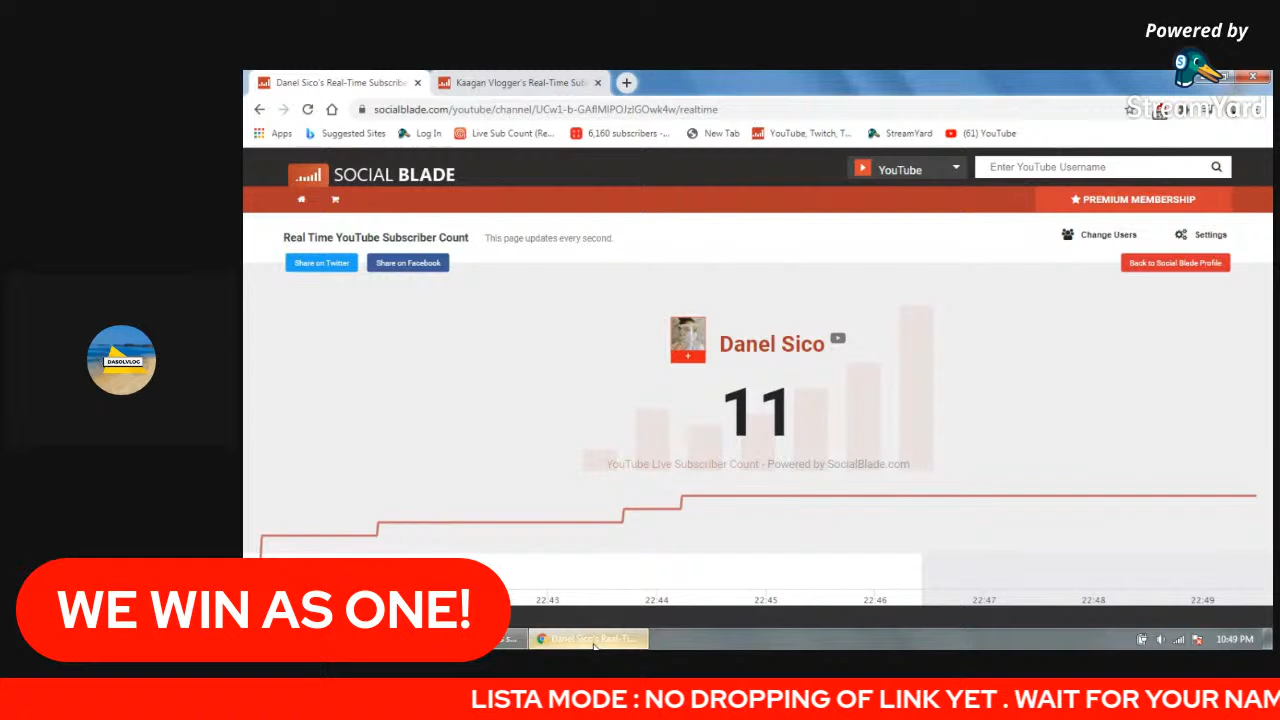 Powered by
StreamYard
Danel Sico's Real-Time Subscribe
Kaagan Vlogger's Real-Time Sub
socialblade.com/youtube/channel/
/realtime
Apps
Suggested Sites
Log In
Live Sub Count (Re...
6,160 subscribers -...
New Tab
YouTube, Twitch, T...
StreamYard
(61) YouTube
SOCIAL BLADE
YouTube
Enter YouTube Username
PREMIUM MEMBERSHIP
Real Time YouTube Subscriber Count
This page updates every second.
Change Users
Settings
Share on Twitter
Share on Facebook
Back to Social Blade Profile
Danel Sico
11
DASOLVLOG
YouTube Live Subscriber Count - Powered by SocialBlade.com
22:43
22:44
22:45
22:46
22:47
22:48
22:49
WE WIN AS ONE!
Danel Sico's Real-Ti...
10:49 PM
LISTA MODE : NO DROPPING OF LINK YET . WAIT FOR YOUR NAM